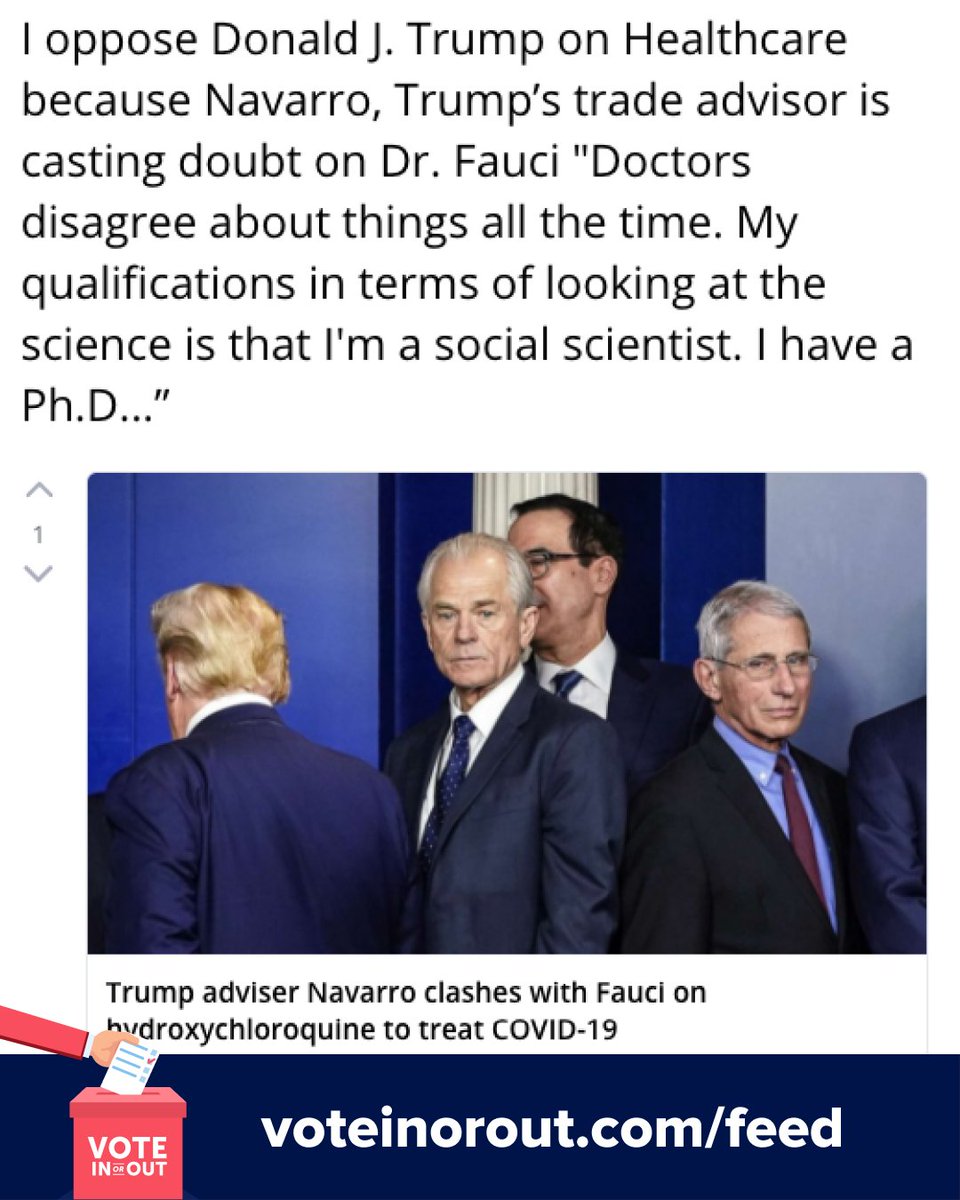 I oppose Donald J. Trump on Healthcare
because Navarro, Trump’s trade advisor is
casting doubt on Dr. Fauci "Doctors
disagree about things all the time. My
qualifications in terms of looking at the
science is that I'm a social scientist. I have a
Ph.D...”
1
Trump adviser Navarro clashes with Fauci on
hydroxychloroquine to treat COVID-19
VOTE
IN OR OUT
voteinorout.com/feed